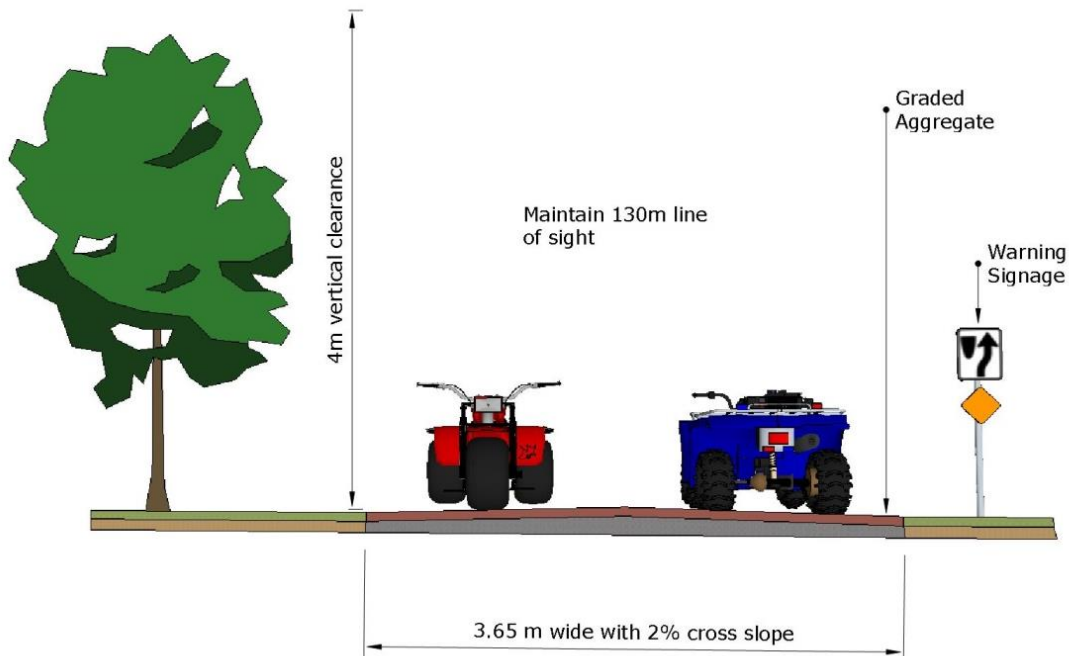 4m vertical clearance
Maintain 130m line
of sight
Graded
Aggregate
Warning
Signage
3.65 m wide with 2% cross slope